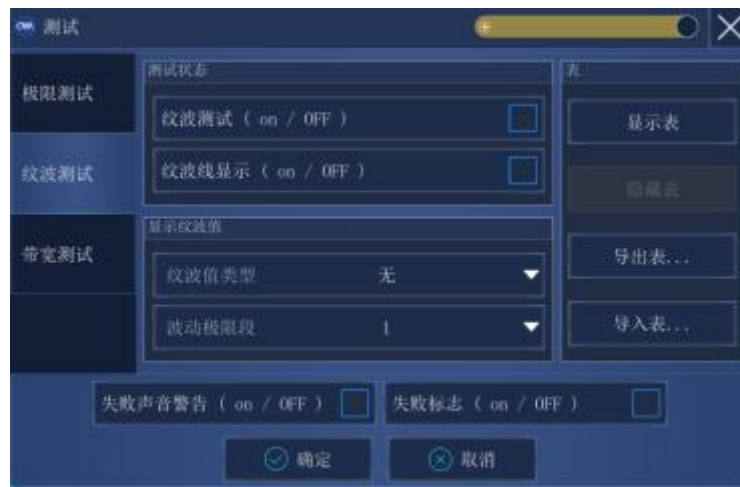 测试
极限测试
纹波测试
带宽测试
测试状态
纹波测试 ( on / OFF )
纹波线显示 ( on / OFF )
显示纹波值
纹波值类型 无
波动极限段 1
表
显示表
隐藏表
导出表...
导入表...
失败声音警告 ( on / OFF )
失败标志 ( on / OFF )
确定
取消